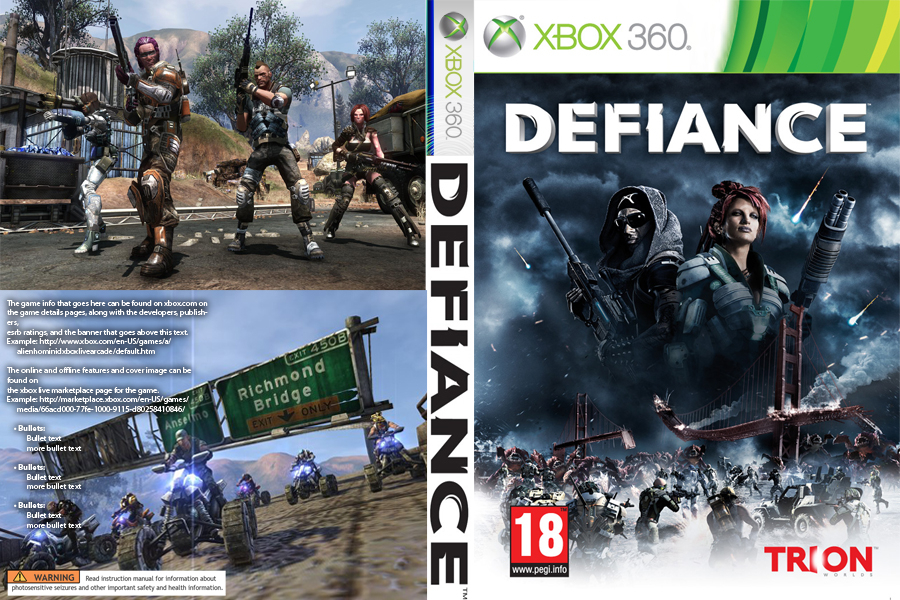 The game info that goes here can be found on xbox.com on
the game details pages, along with the developers, publish-
ers,
esrb ratings, and the banner that goes above this text.
Example: http://www.xbox.com/en-US/games/a/
alienhominidxboxlivearcade/default.htm
The online and offline features and cover image can be
found on
the xbox live marketplace page for the game.
Example: http://marketplace.xbox.com/en-US/games/
media/66acd000-77fe-1000-9115-d80258410846/
• Bullets:
Bullet text
more bullet text
• Bullets:
Bullet text
more bullet text
• Bullets:
Bullet text
more bullet text
EXIT 450B
Richmond
Bridge
EXIT ONLY
San
Anselmo
WARNING Read instruction manual for information about
photosensitive seizures and other important safety and health information.
XBOX 360.
DEFIANCE™
XBOX 360.
DEFIANCE™
18™
www.pegi.info
TRION™
WORLDS